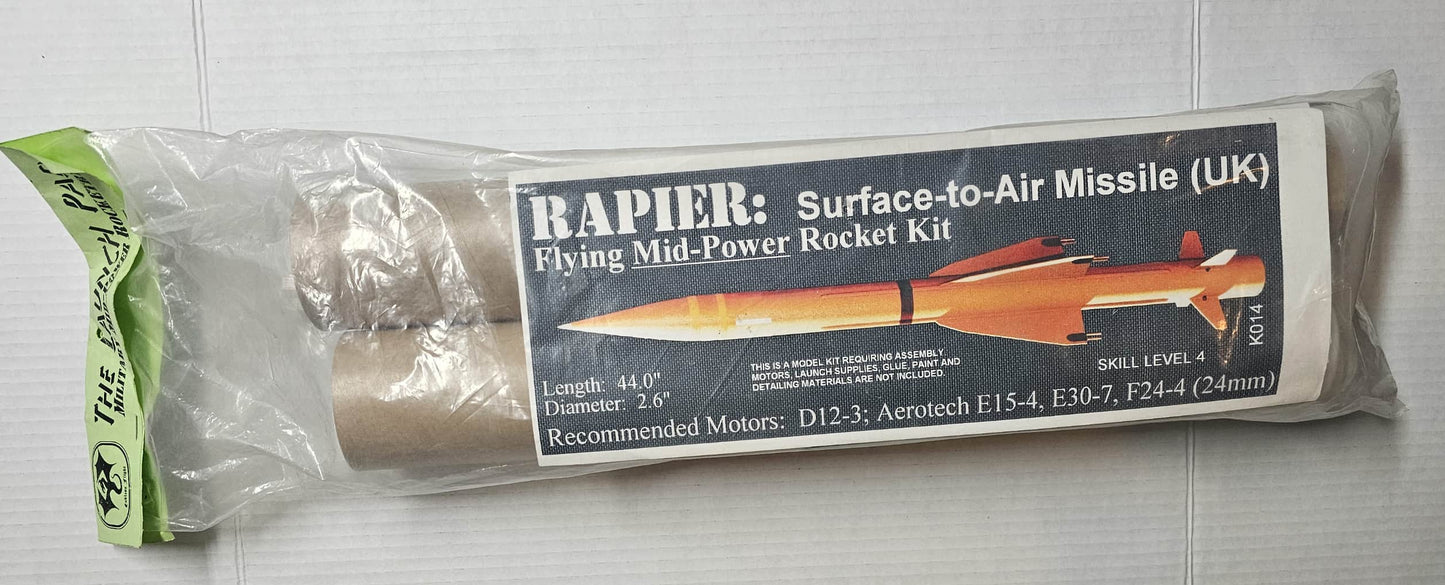 THE LAUNCH PAD
RAPIER: Surface-to-Air Missile (UK)
Flying Mid-Power Rocket Kit
THIS IS A MODEL KIT REQUIRING ASSEMBLY
MOTORS, LAUNCH SUPPLIES, GLUE, PAINT AND
DETAILING MATERIALS ARE NOT INCLUDED.
SKILL LEVEL 4
K014
Length: 44.0"
Diameter: 2.6"
Recommended Motors: D12-3; Aerotech E15-4, E30-7, F24-4 (24mm)